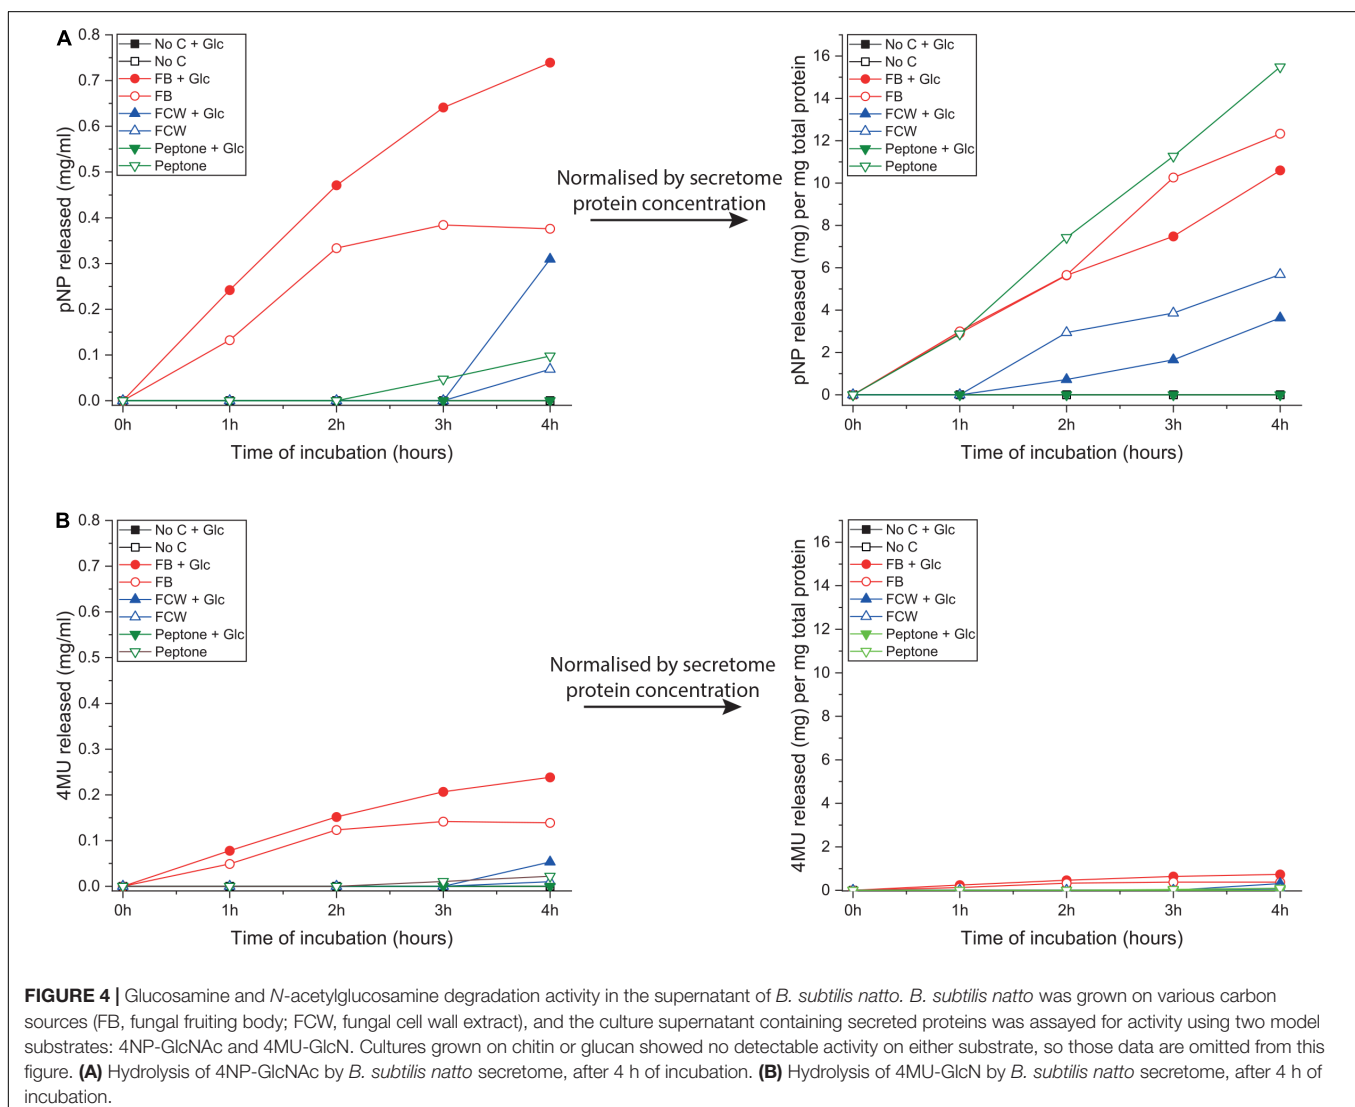 A
pNP released (mg/ml)
0.8
0.7
0.6
0.5
0.4
0.3
0.2
0.1
0.0
No C + Glc
No C
FB + Glc
FB
FCW + Glc
FCW
Peptone + Glc
Peptone
0h 1h 2h 3h 4h
Time of incubation (hours)
Normalised by secretome
protein concentration
pNP released (mg) per mg total protein
16
14
12
10
8
6
4
2
0
No C + Glc
No C
FB + Glc
FB
FCW + Glc
FCW
Peptone + Glc
Peptone
0h 1h 2h 3h 4h
Time of incubation (hours)
B
4MU released (mg/ml)
0.8
0.7
0.6
0.5
0.4
0.3
0.2
0.1
0.0
No C + Glc
No C
FB + Glc
FB
FCW + Glc
FCW
Peptone + Glc
Peptone
0h 1h 2h 3h 4h
Time of incubation (hours)
Normalised by secretome
protein concentration
4MU released (mg) per mg total protein
16
14
12
10
8
6
4
2
0
No C + Glc
No C
FB + Glc
FB
FCW + Glc
FCW
Peptone + Glc
Peptone
0h 1h 2h 3h 4h
Time of incubation (hours)
FIGURE 4 | Glucosamine and N-acetylglucosamine degradation activity in the supernatant of B. subtilis natto. B. subtilis natto was grown on various carbon
sources (FB, fungal fruiting body; FCW, fungal cell wall extract), and the culture supernatant containing secreted proteins was assayed for activity using two model
substrates: 4NP-GlcNAc and 4MU-GlcN. Cultures grown on chitin or glucan showed no detectable activity on either substrate, so those data are omitted from this
figure. (A) Hydrolysis of 4NP-GlcNAc by B. subtilis natto secretome, after 4 h of incubation. (B) Hydrolysis of 4MU-GlcN by B. subtilis natto secretome, after 4 h of
incubation.